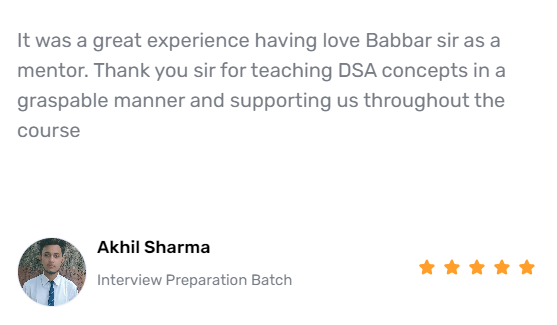 It was a great experience having love Babbar sir as a
mentor. Thank you sir for teaching DSA concepts in a
graspable manner and supporting us throughout the
course
Akhil Sharma
Interview Preparation Batch